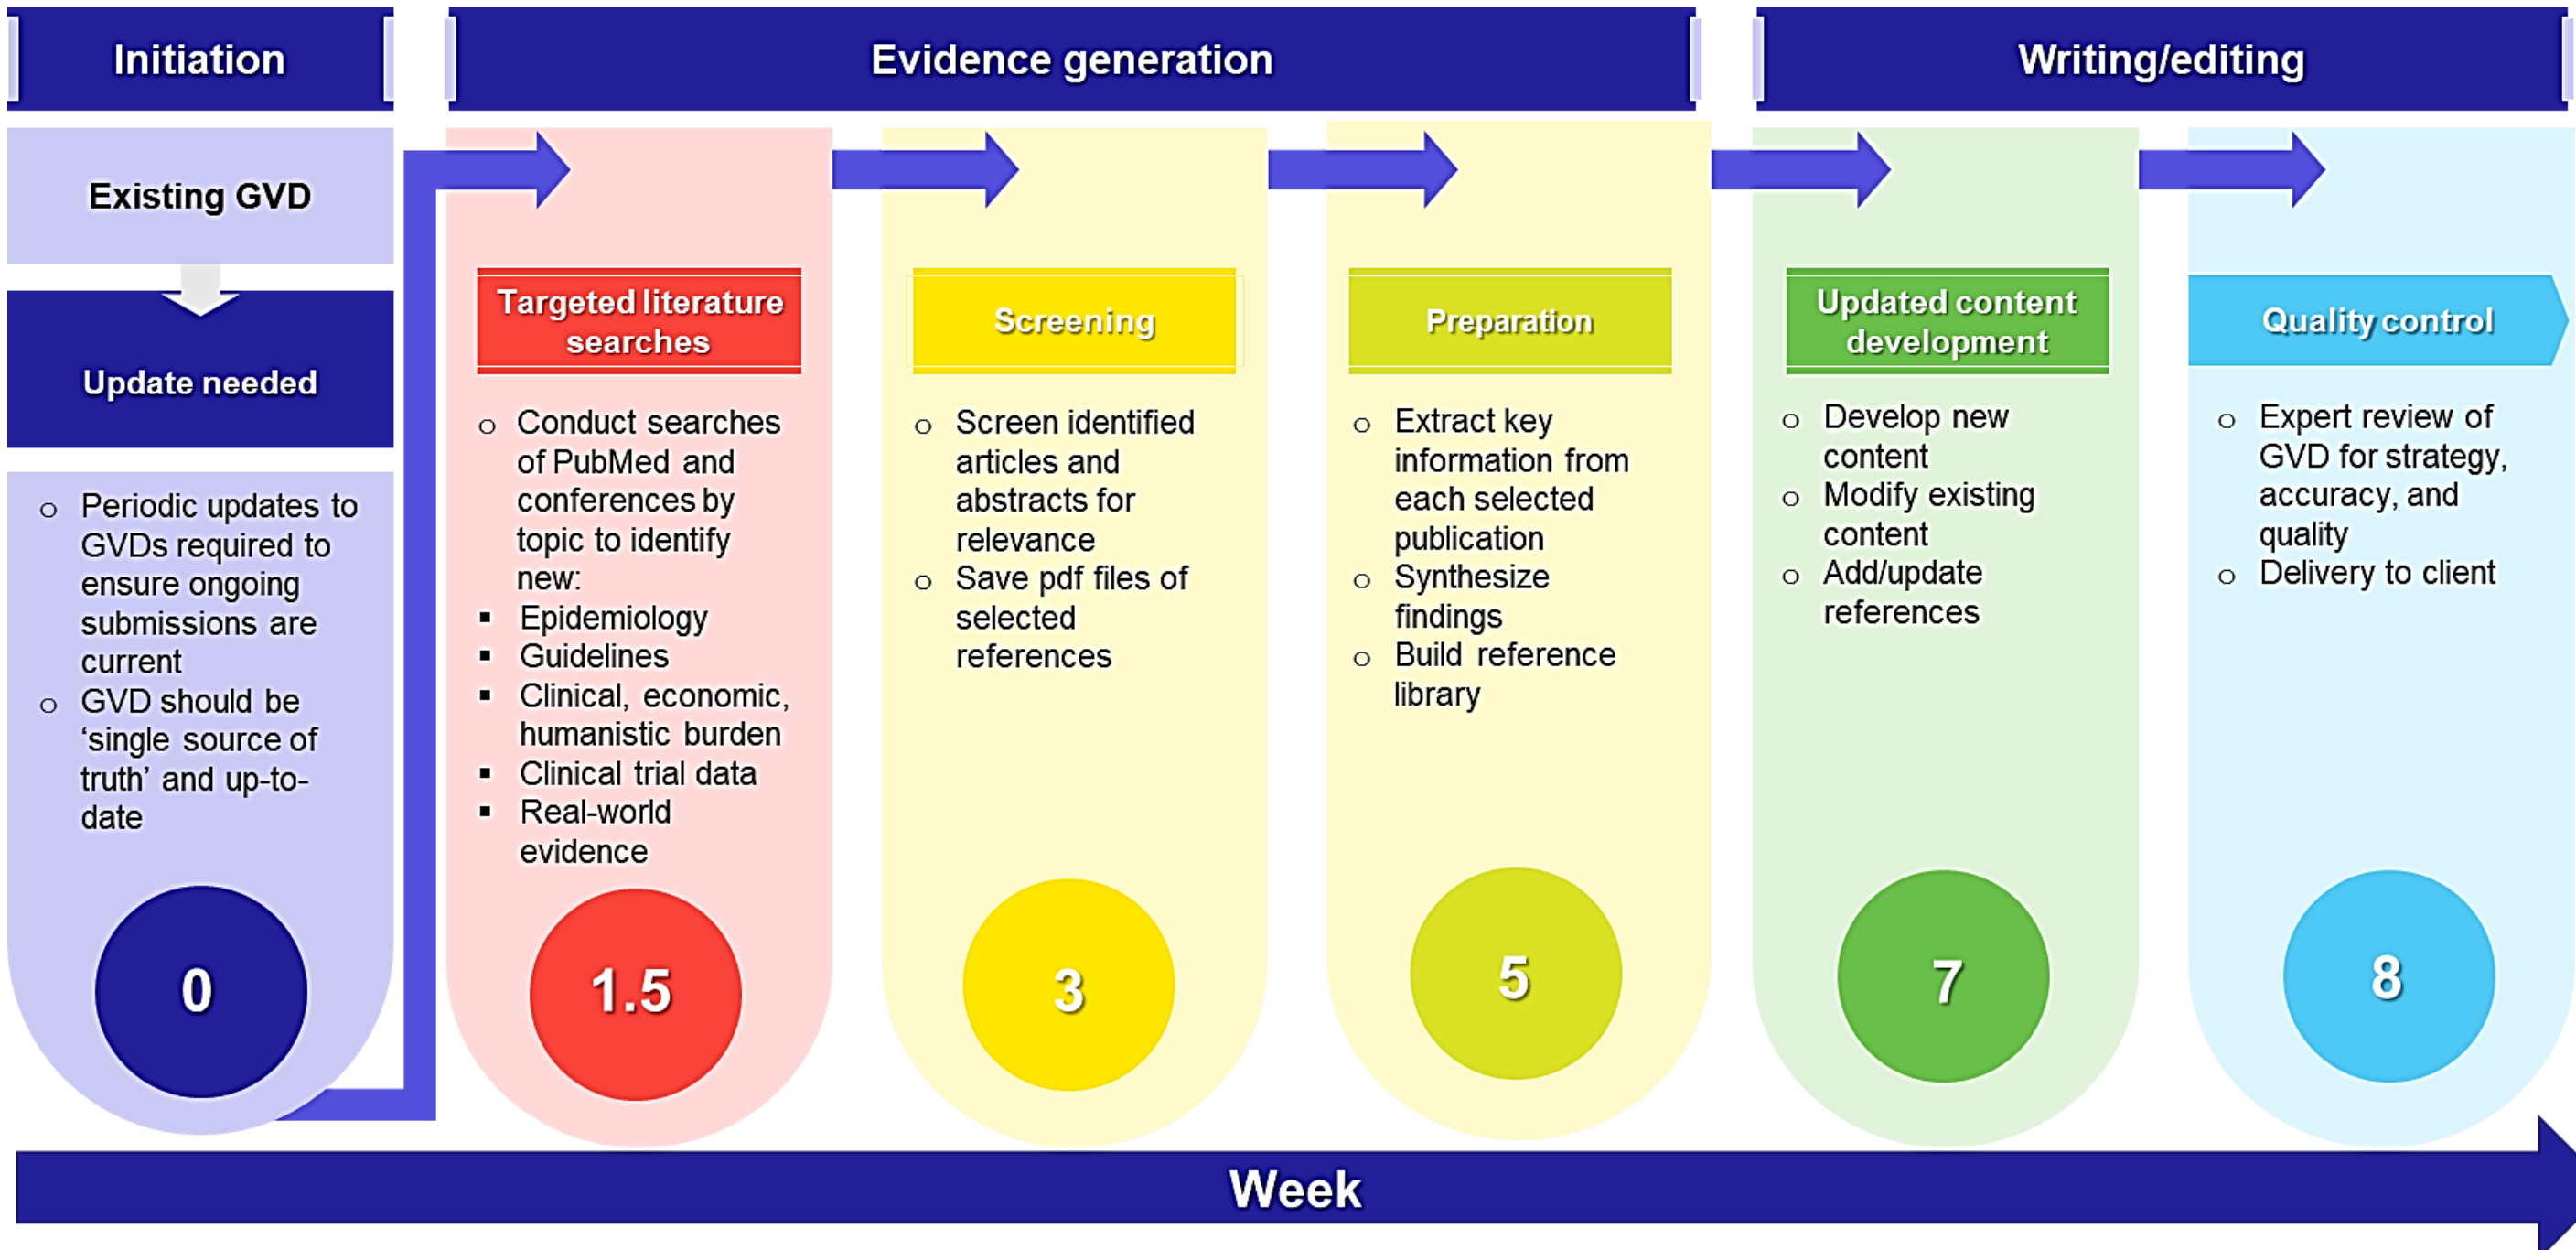 Initiation
Evidence generation
Writing/editing
Existing GVD
Update needed
o Periodic updates to
GVDs required to
ensure ongoing
submissions are
current
o GVD should be
‘single source of
truth’ and up-to-
date
0
Targeted literature
searches
o Conduct searches
of PubMed and
conferences by
topic to identify
new:
▪ Epidemiology
▪ Guidelines
▪ Clinical, economic,
humanistic burden
▪ Clinical trial data
▪ Real-world
evidence
1.5
Screening
o Screen identified
articles and
abstracts for
relevance
o Save pdf files of
selected
references
3
Preparation
o Extract key
information from
each selected
publication
o Synthesize
findings
o Build reference
library
5
Updated content
development
o Develop new
content
o Modify existing
content
o Add/update
references
7
Quality control
o Expert review of
GVD for strategy,
accuracy, and
quality
o Delivery to client
8
Week